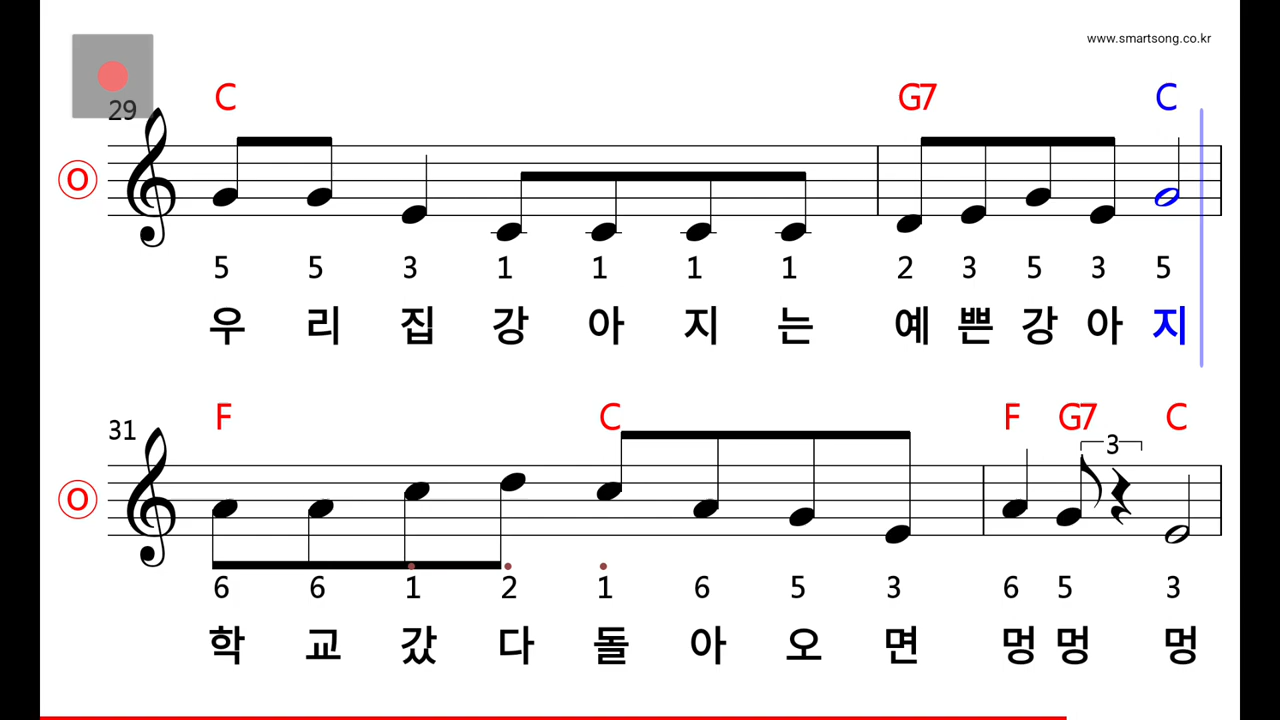 www.smartsong.co.kr
C G7 C
29
O
5 5 3 1 1 1 1 2 3 5 3 5
우 리 집 강 아 지 는 예 쁜 강 아 지
F C F G7 C
31 3
O
6 6 1 2 1 6 5 3 6 5 3
학 교 갔 다 돌 아 오 면 멍 멍 멍